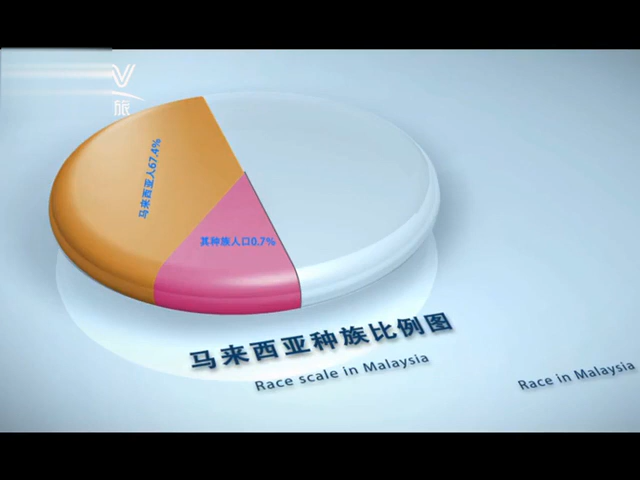 旅
马来西亚人67.4%
其种族人口0.7%
马来西亚种族比例图
Race scale in Malaysia
Race in Malaysia